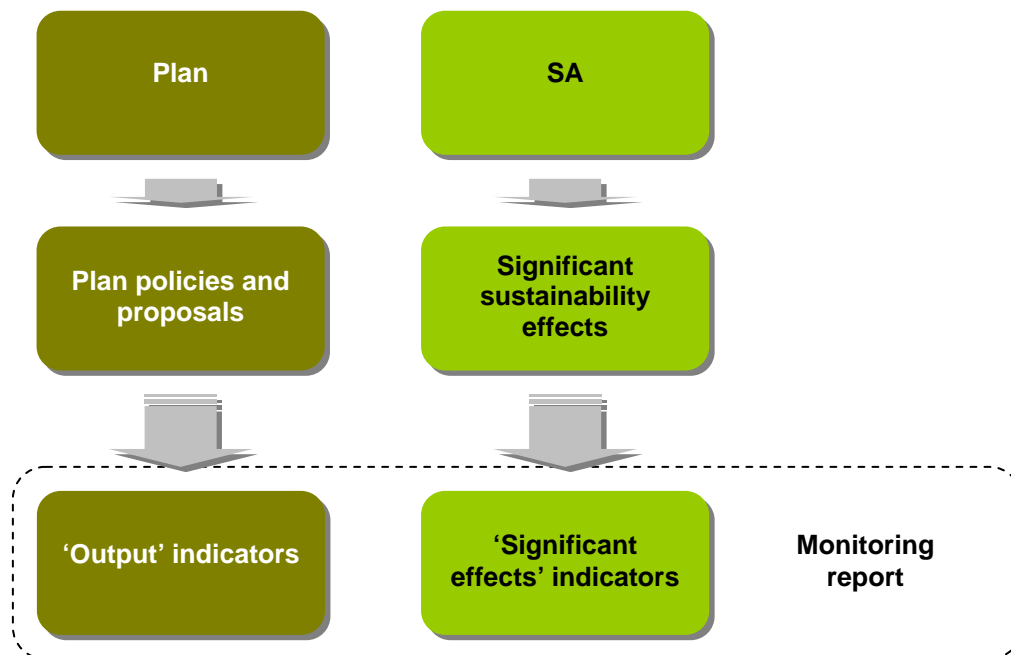 Plan
SA
Plan policies and
proposals
Significant
sustainability
effects
‘Output’ indicators
‘Significant
effects’ indicators
Monitoring
report